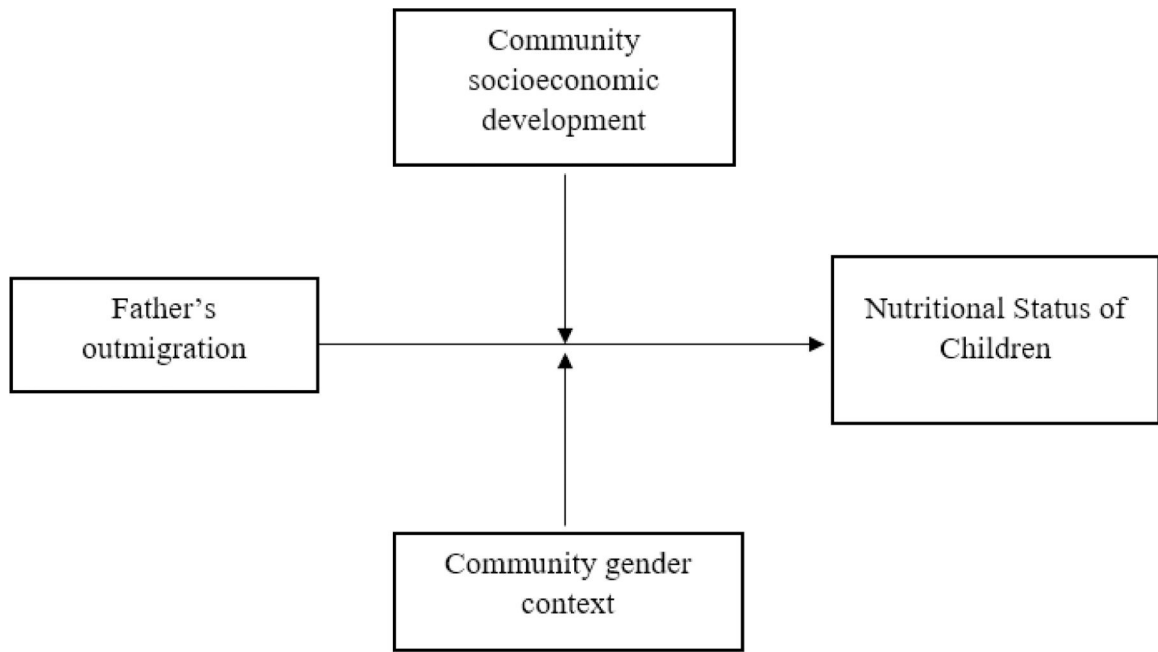 Community
socioeconomic
development
Father’s
outmigration
Nutritional Status of
Children
Community gender
context